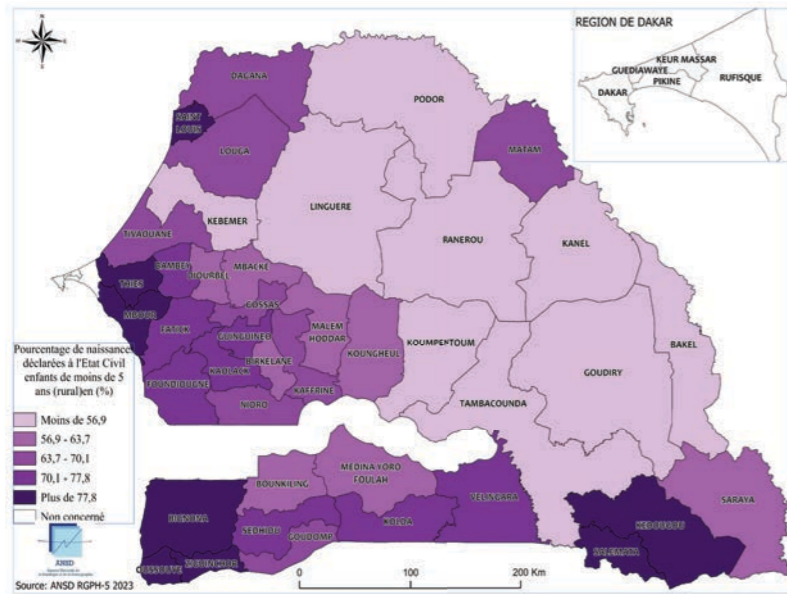 N
REGION DE DAKAR
KEUR MASSAR
GUEDIAWAYE
PIKINE
RUFISQUE
DAKAR
DAGANA
PODOR
SAINT
LOUIS
LOUGA
MATAM
LINGUERE
KEBEMER
RANEROU
KANEL
TIVAOUANE
BAMBEY
MBACKE
DIOURBEL
THIES
GOSSAS
MBOUR
FATICK
GUINGUINEO
MALEM
HODDAR
KOUNGHEUL
KOUMPENTOUM
BAKEL
GOUDIRY
BIRKELANE
KAOLACK
FOUNDIOUGNE
KAFFRINE
NIORO
TAMBACOUNDA
Pourcentage de naissance
déclarées à l'Etat Civil
enfants de moins de 5
ans (rural)en (%)
Moins de 56,9
56,9 - 63,7
63,7 - 70,1
70,1 - 77,8
Plus de 77,8
Non concerné
MEDINA YORO
FOULAH
BOUNKILING
VELINGARA
SARAYA
BIGNONA
SEDHIOU
KOLDA
KEDOUGOU
GOUDOMP
SALEMATA
OUSSOUYE
ZIGUINCHOR
ANSD
0 100 200 Km
Source: ANSD RGPH-5 2023